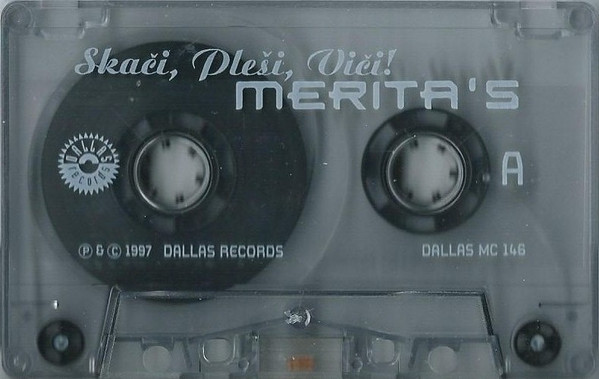 Skači, Pleši, Viči!
MERITA'S
DALLAS
records
A
Ⓟ & © 1997 DALLAS RECORDS
DALLAS MC 146